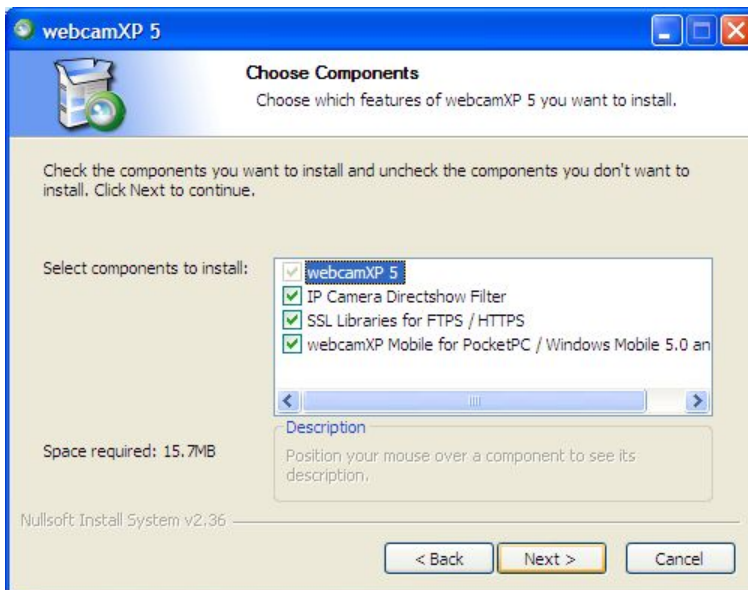 webcamXP 5
Choose Components
Choose which features of webcamXP 5 you want to install.
Check the components you want to install and uncheck the components you don't want to
install. Click Next to continue.
Select components to install:
webcamXP 5
IP Camera Directshow Filter
SSL Libraries for FTPS / HTTPS
webcamXP Mobile for PocketPC / Windows Mobile 5.0 an
Space required: 15.7MB
Description
Position your mouse over a component to see its
description.
Nullsoft Install System v2.36
< Back
Next >
Cancel